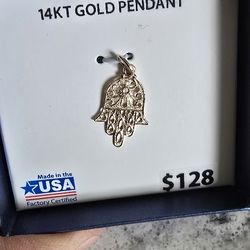 14KT GOLD PENDANT
Made in the
USA
Factory Certified
$128